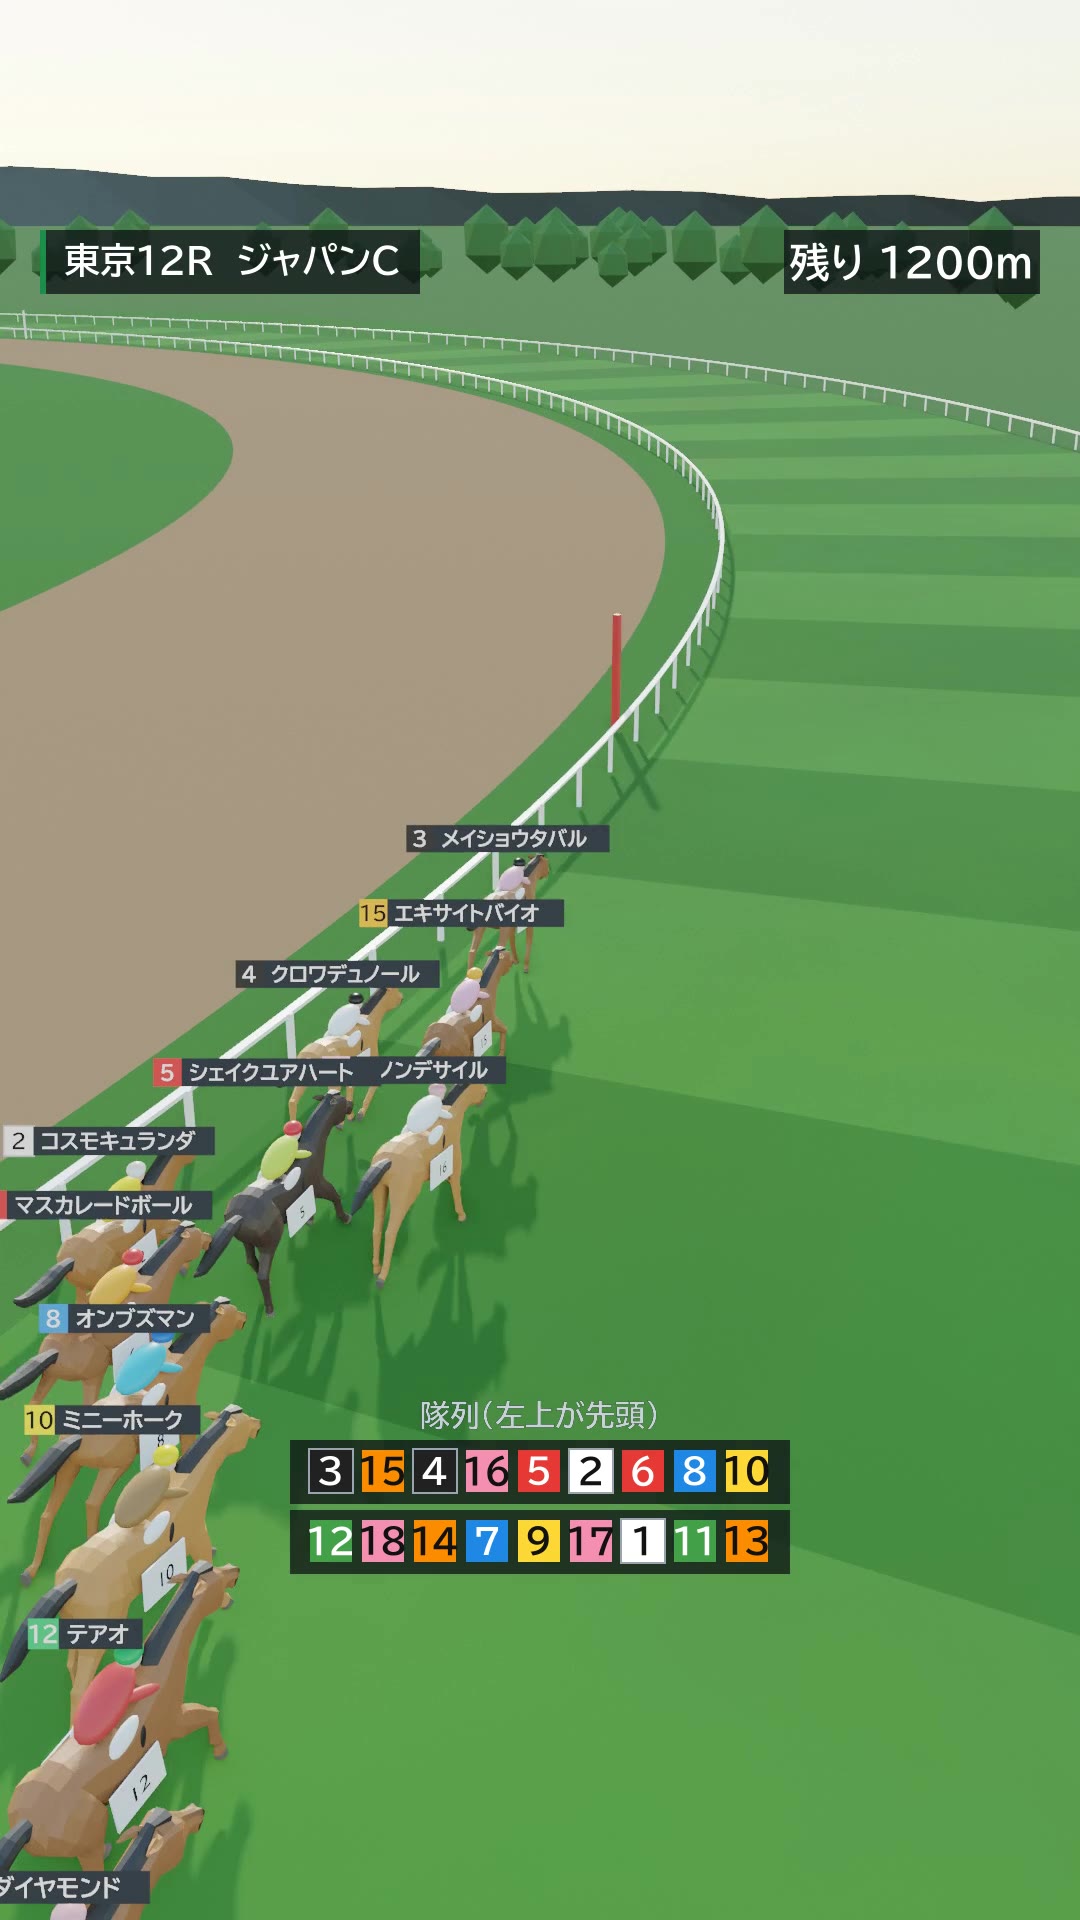 東京12R ジャパンC
残り 1200m
3 メイショウタバル
15 エキサイトバイオ
4 クロワデュノール
5 シェイクユアハート
ノンデサイル
2 コスモキュランダ
マスカレードボール
8 オンブズマン
10 ミニーホーク
12 テアオ
ダイヤモンド
15
16
5
8
10
12
隊列(左上が先頭)
3 15 4 16 5 2 6 8 10
12 18 14 7 9 17 1 11 13